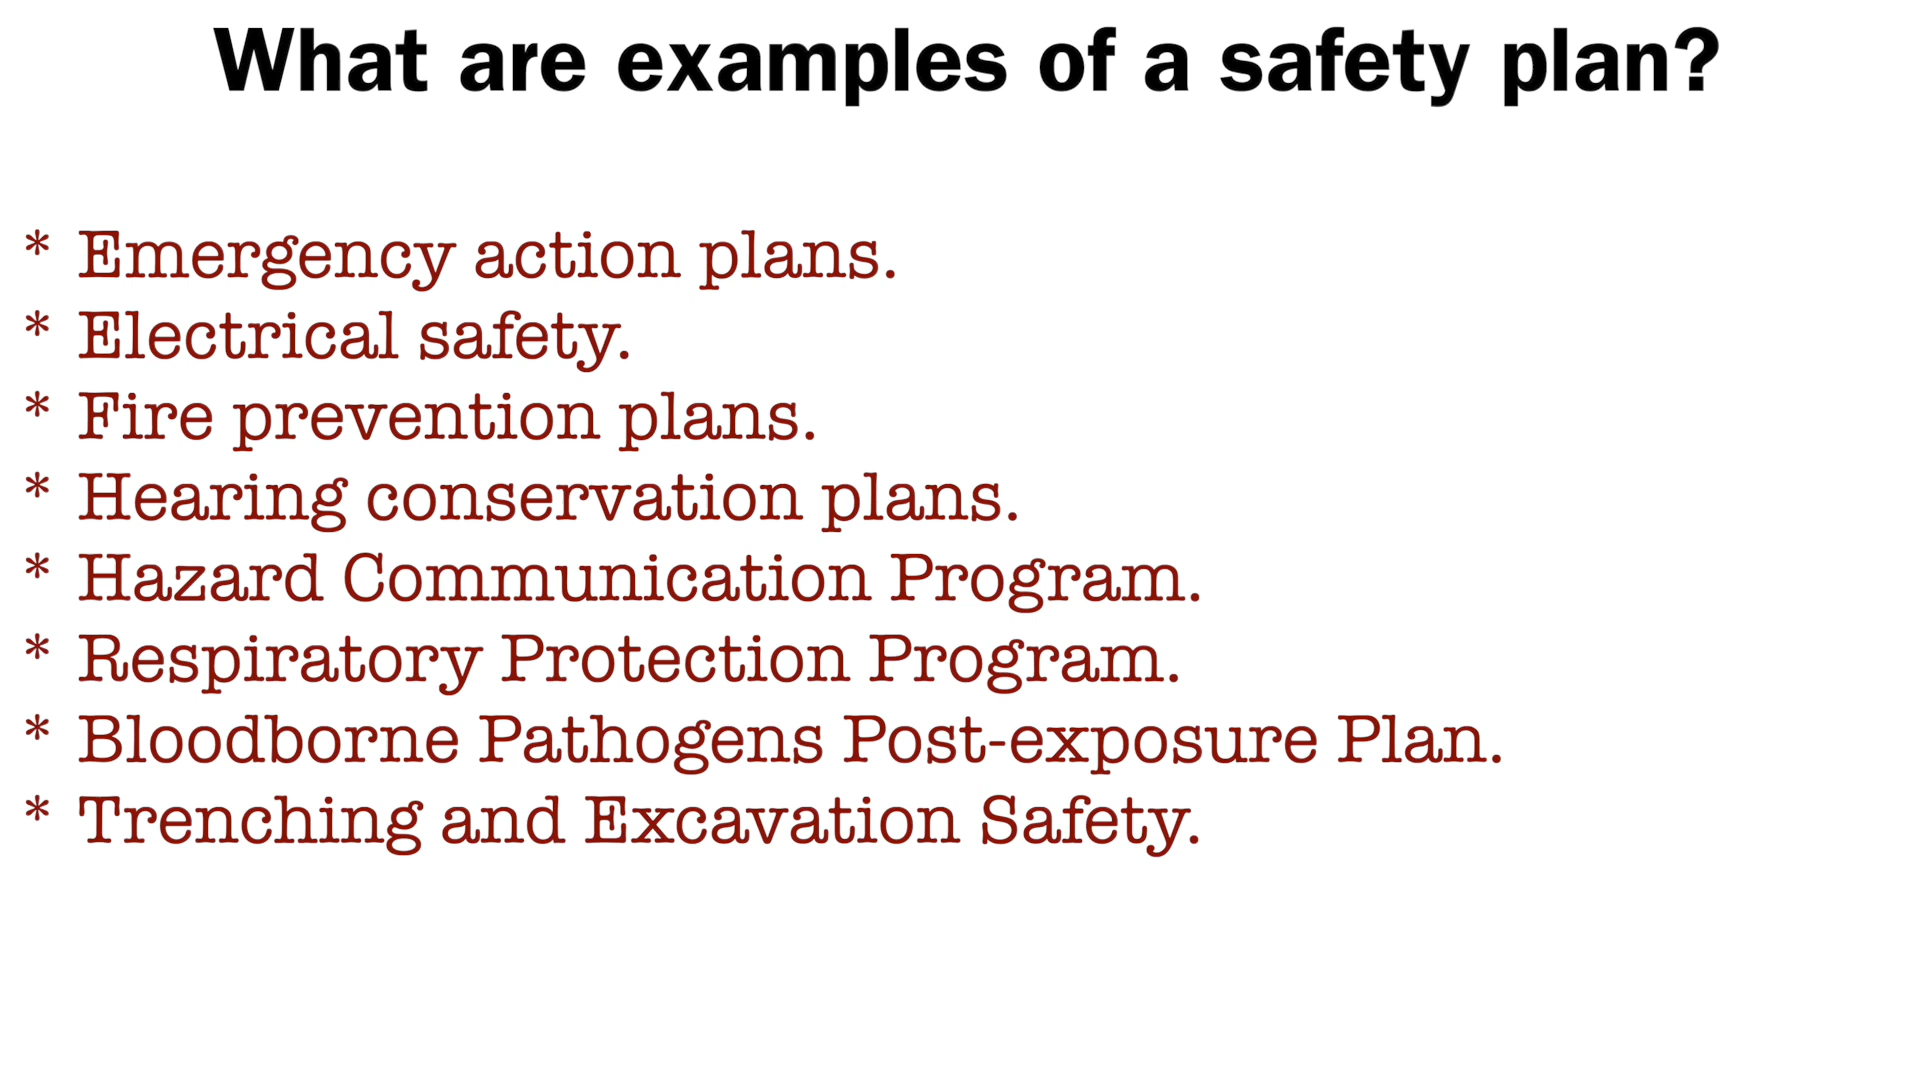 What are examples of a safety plan?
* Emergency action plans.
* Electrical safety.
* Fire prevention plans.
* Hearing conservation plans.
* Hazard Communication Program.
* Respiratory Protection Program.
* Bloodborne Pathogens Post-exposure Plan.
* Trenching and Excavation Safety.